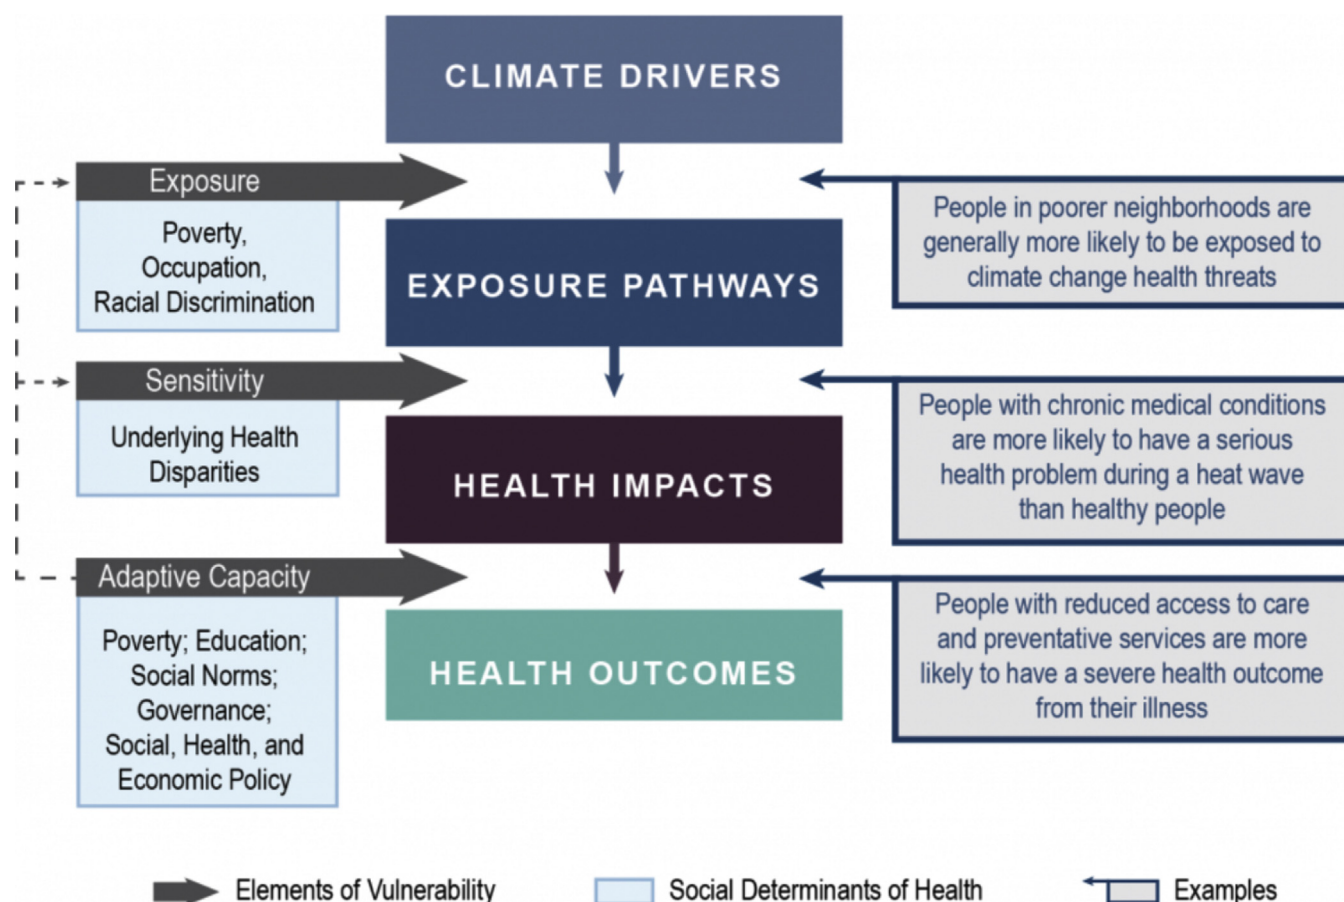 CLIMATE DRIVERS
Exposure
Poverty,
Occupation,
Racial Discrimination
People in poorer neighborhoods are
generally more likely to be exposed to
climate change health threats
EXPOSURE PATHWAYS
Sensitivity
Underlying Health
Disparities
People with chronic medical conditions
are more likely to have a serious
health problem during a heat wave
than healthy people
HEALTH IMPACTS
Adaptive Capacity
Poverty; Education;
Social Norms;
Governance;
Social, Health, and
Economic Policy
People with reduced access to care
and preventative services are more
likely to have a severe health outcome
from their illness
HEALTH OUTCOMES
Elements of Vulnerability
Social Determinants of Health
Examples